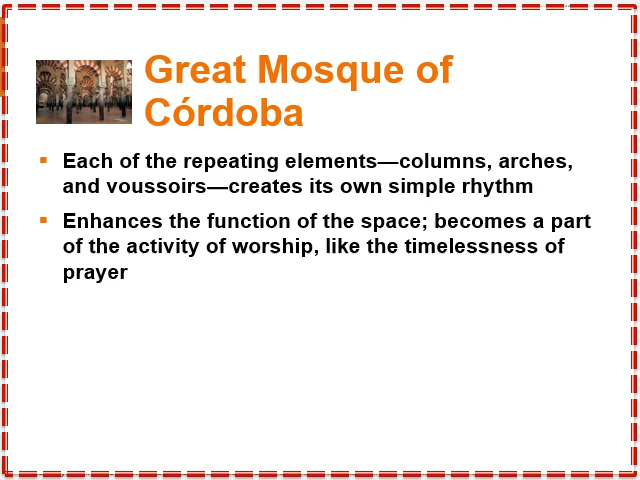 Great Mosque of
Córdoba
Each of the repeating elements—columns, arches,
and voussoirs—creates its own simple rhythm
Enhances the function of the space; becomes a part
of the activity of worship, like the timelessness of
prayer